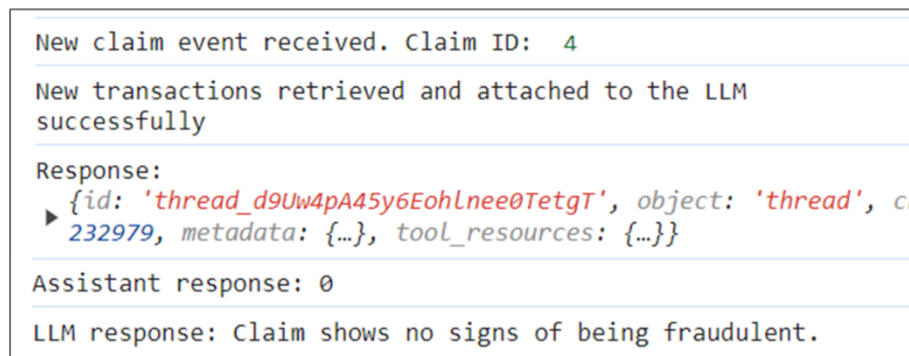 New claim event received. Claim ID: 4
New transactions retrieved and attached to the LLM
successfully
Response:
{id: 'thread_d9Uw4pA45y6Eohlnee0TetgT', object: 'thread', c
232979, metadata: {…}, tool_resources: {…}}
Assistant response: 0
LLM response: Claim shows no signs of being fraudulent.